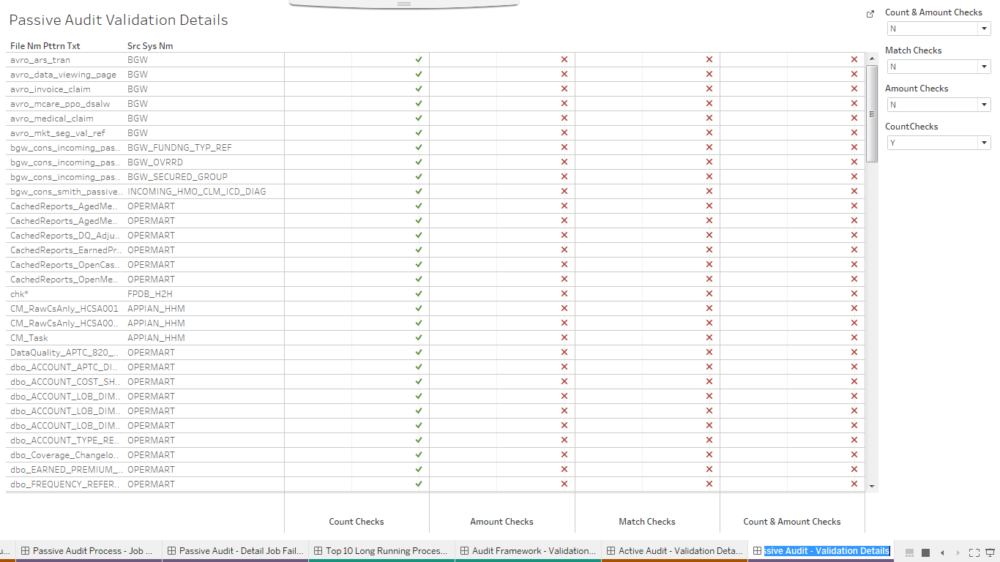 Passive Audit Validation Details
Count & Amount Checks
N
Match Checks
N
Amount Checks
N
CountChecks
Y
File Nm Pttrn Txt Src Sys Nm
avro_ars_tran BGW
avro_data_viewing_page BGW
avro_invoice_claim BGW
avro_mcare_ppo_dsalw BGW
avro_medical_claim BGW
avro_mkt_seg_val_ref BGW
bgw_cons_incoming_pas.. BGW_FUNDNG_TYP_REF
bgw_cons_incoming_pas.. BGW_OVRRD
bgw_cons_incoming_pas.. BGW_SECURED_GROUP
bgw_cons_smith_passive.. INCOMING_HMO_CLM_ICD_DIAG
CachedReports_AgedMe.. OPERMART
CachedReports_AgedMe.. OPERMART
CachedReports_DQ_Adju.. OPERMART
CachedReports_EarnedPr.. OPERMART
CachedReports_OpenCas.. OPERMART
CachedReports_OpenMe.. OPERMART
chk* FPDB_H2H
CM_RawCsAnly_HCSA001 APPIAN_HHM
CM_RawCsAnly_HCSA00.. APPIAN_HHM
CM_Task APPIAN_HHM
DataQuality_APTC_820_.. OPERMART
dbo_ACCOUNT_APTC_DI.. OPERMART
dbo_ACCOUNT_COST_SH.. OPERMART
dbo_ACCOUNT_LOB_DIM.. OPERMART
dbo_ACCOUNT_LOB_DIM.. OPERMART
dbo_ACCOUNT_LOB_DIM.. OPERMART
dbo_ACCOUNT_TYPE_RE.. OPERMART
dbo_Coverage_Changelo.. OPERMART
dbo_EARNED_PREMIUM_.. OPERMART
dbo_FREQUENCY_REFER.. OPERMART
Count Checks Amount Checks Match Checks Count & Amount Checks
u... Passive Audit Process - Job ... Passive Audit - Detail Job Fail... Top 10 Long Running Proces... Audit Framework - Validation... Active Audit - Validation Deta... ssive Audit - Validation Details